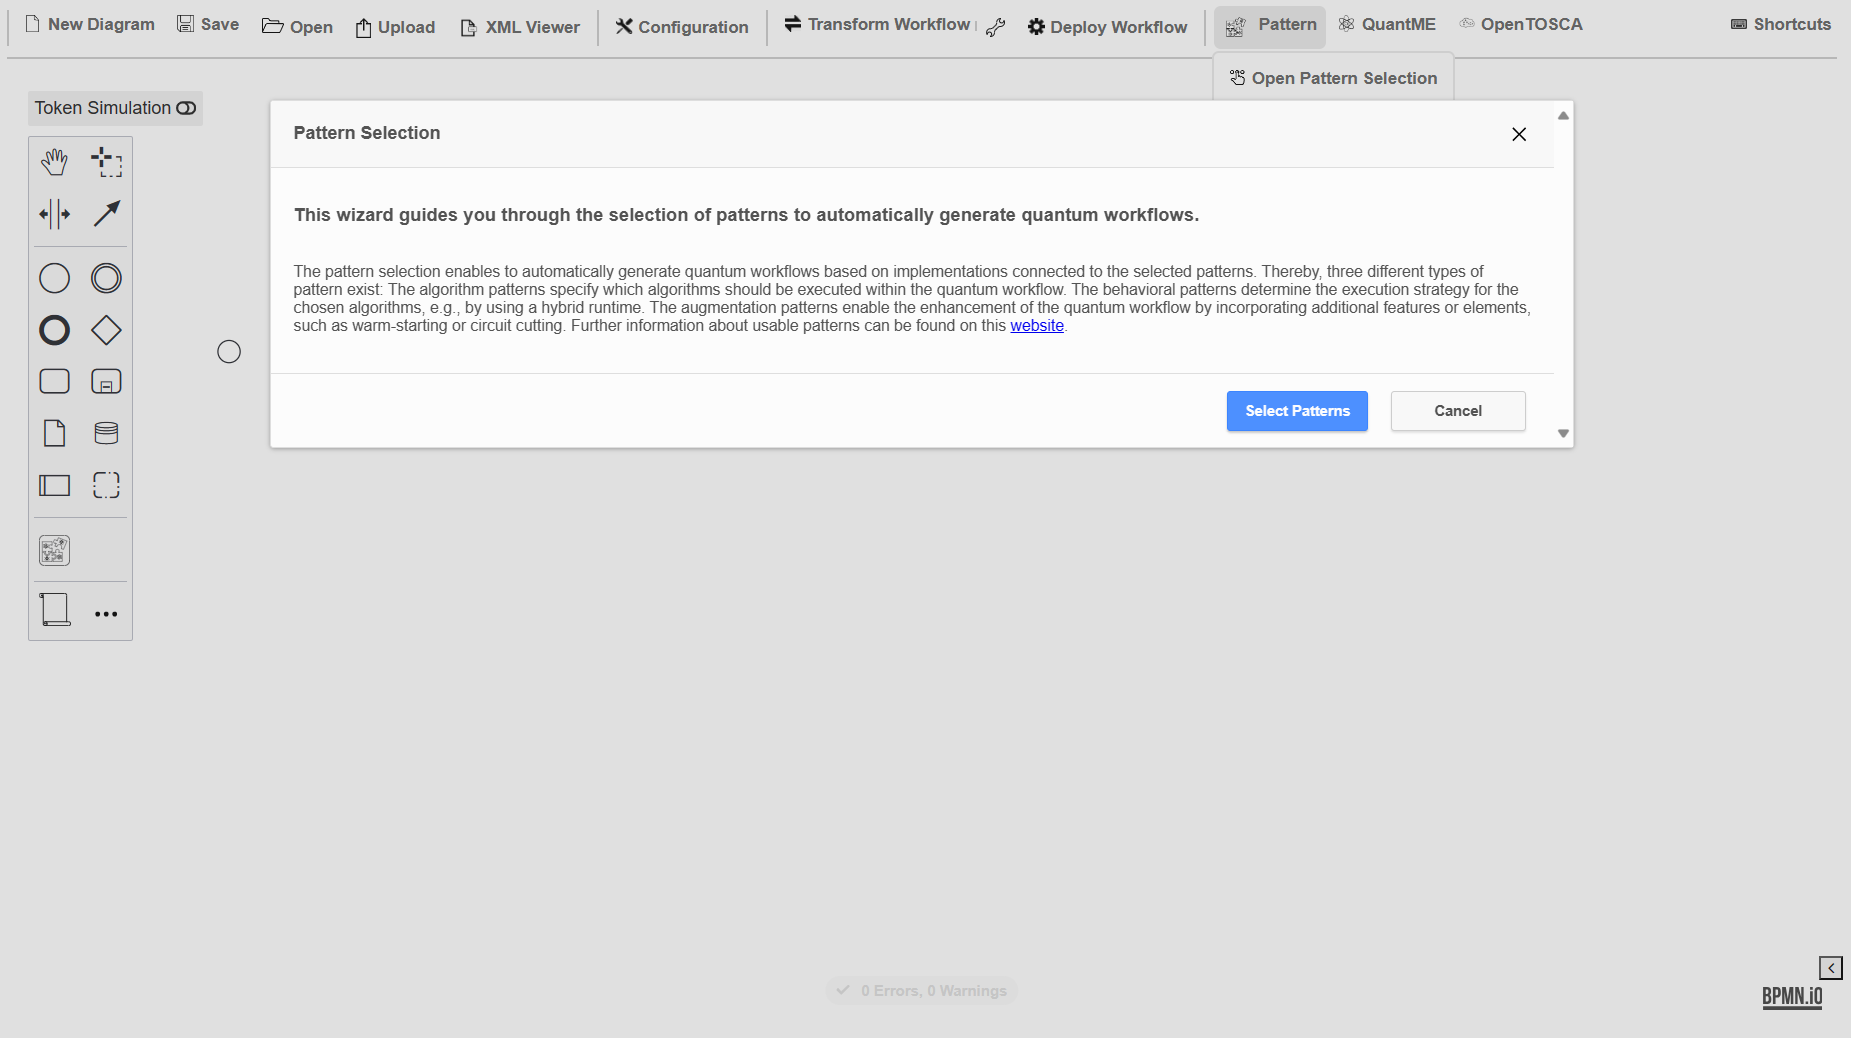 New Diagram
Save
Open
Upload
XML Viewer
Configuration
Transform Workflow
Deploy Workflow
Pattern
QuantME
OpenTOSCA
Shortcuts
Open Pattern Selection
Token Simulation
Pattern Selection
This wizard guides you through the selection of patterns to automatically generate quantum workflows.
The pattern selection enables to automatically generate quantum workflows based on implementations connected to the selected patterns. Thereby, three different types of
pattern exist: The algorithm patterns specify which algorithms should be executed within the quantum workflow. The behavioral patterns determine the execution strategy for the
chosen algorithms, e.g., by using a hybrid runtime. The augmentation patterns enable the enhancement of the quantum workflow by incorporating additional features or elements,
such as warm-starting or circuit cutting. Further information about usable patterns can be found on this website.
Select Patterns
Cancel
0 Errors, 0 Warnings
BPMN.iO